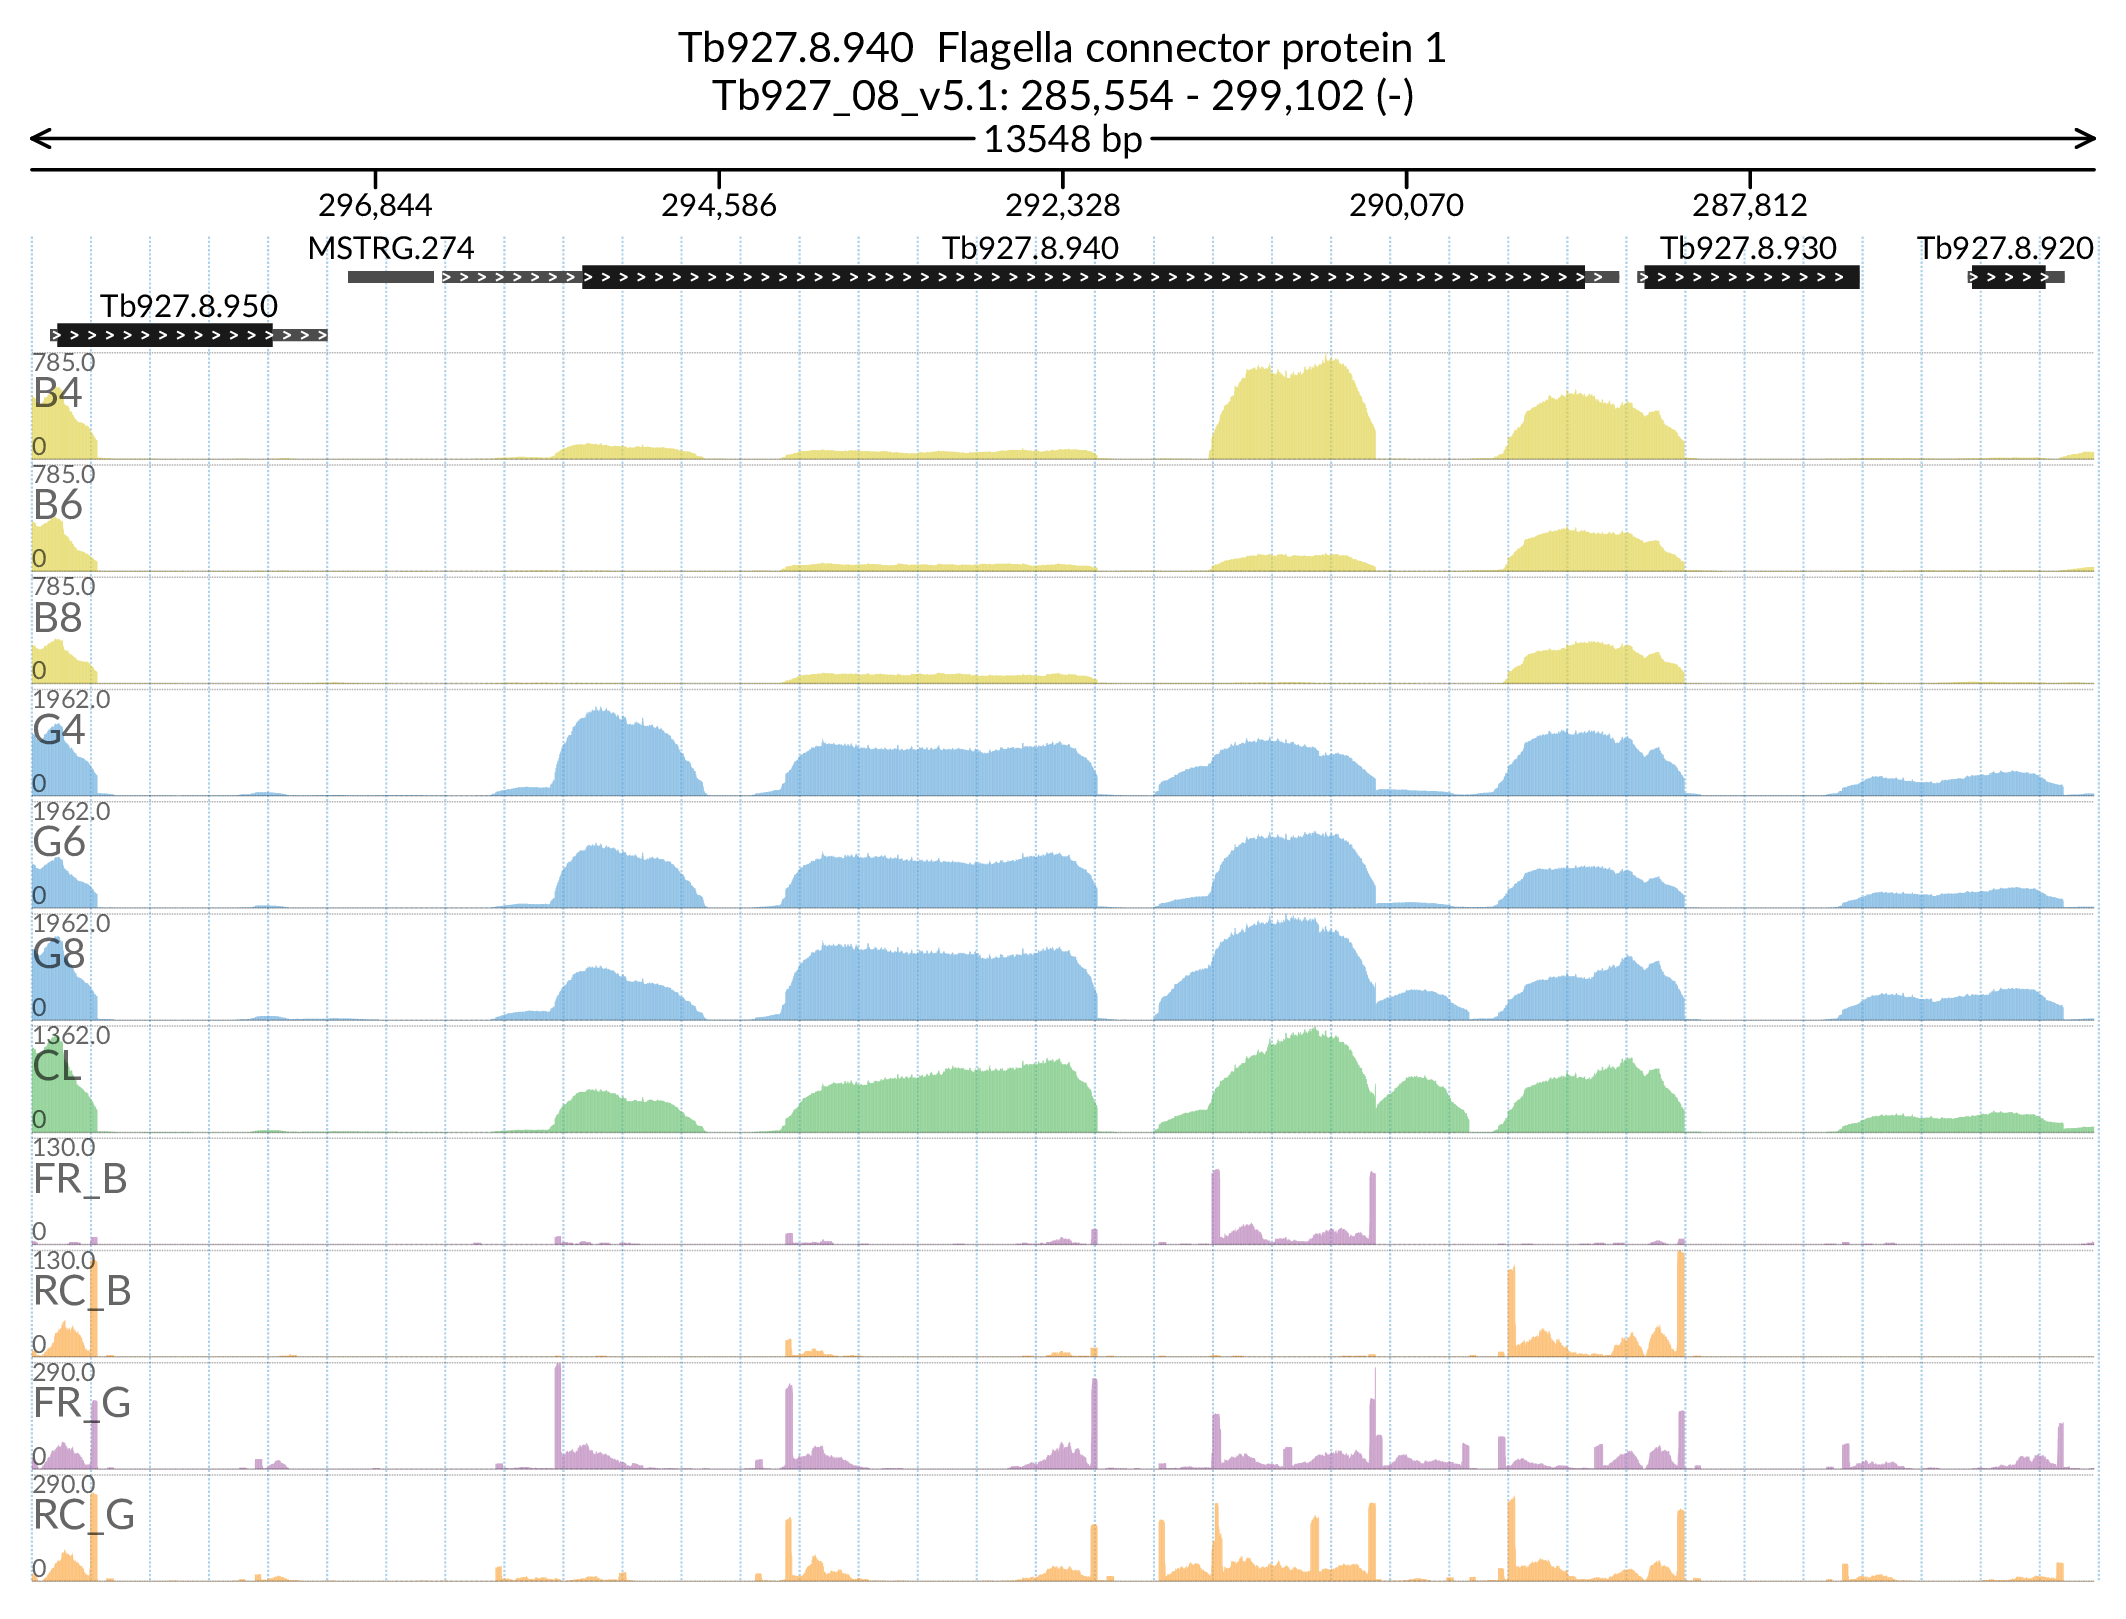 Tb927.8.940  Flagella connector protein 1
Tb927_08_v5.1: 285,554 - 299,102 (-)
13548 bp
296,844 294,586 292,328 290,070 287,812
MSTRG.274 Tb927.8.940 Tb927.8.930 Tb927.8.920
Tb927.8.950
785.0
B4
0
785.0
B6
0
785.0
B8
0
1962.0
G4
0
1962.0
G6
0
1962.0
G8
0
1362.0
CL
0
130.0
FR_B
0
130.0
RC_B
0
290.0
FR_G
0
290.0
RC_G
0